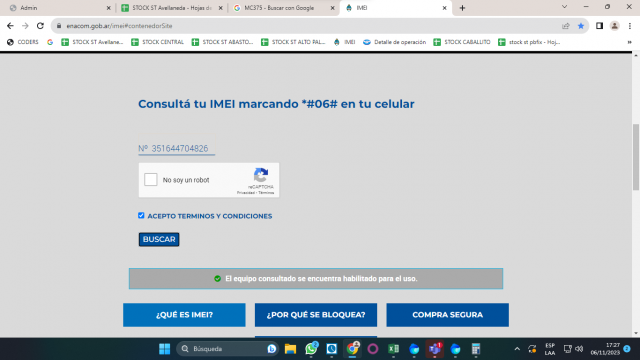 Admin
STOCK ST Avellaneda - Hojas de
MC375 - Buscar con Google
IMEI
enacom.gob.ar/imei#contenedorSite
CODERS
STOCK ST Avellane...
STOCK CENTRAL
STOCK ST ABASTO...
STOCK ST ALTO PAL...
IMEI
Detalle de operación
STOCK CABALLITO
stock st pbfix - Hoj...
Consultá tu IMEI marcando *#06# en tu celular
Nº 351644704826
No soy un robot
reCAPTCHA
Privacidad - Términos
ACEPTO TERMINOS Y CONDICIONES
BUSCAR
El equipo consultado se encuentra habilitado para el uso.
¿QUÉ ES IMEI?
¿POR QUÉ SE BLOQUEA?
COMPRA SEGURA
Búsqueda
ESP
LAA
17:27
06/11/2023